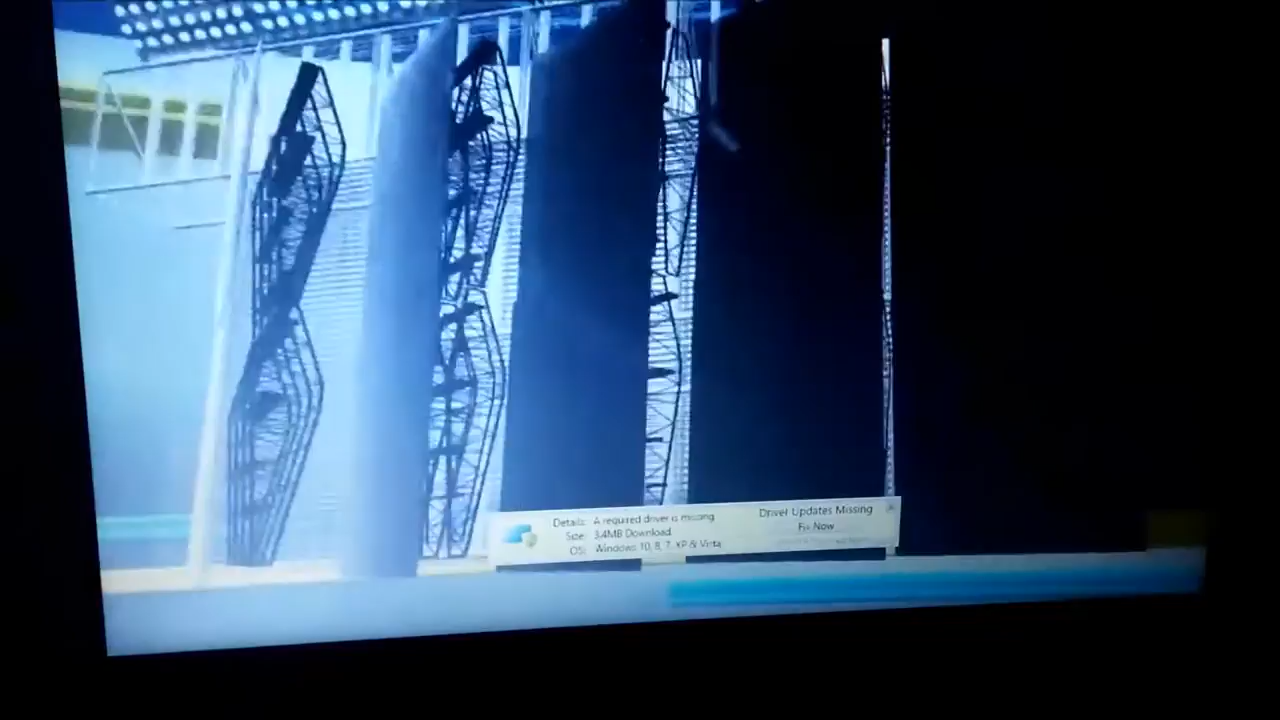 Details: A required driver is missing
Size: 3.4MB Download
OS: Windows 10, 8, 7, XP & Vista
Driver Updates Missing
Fix Now